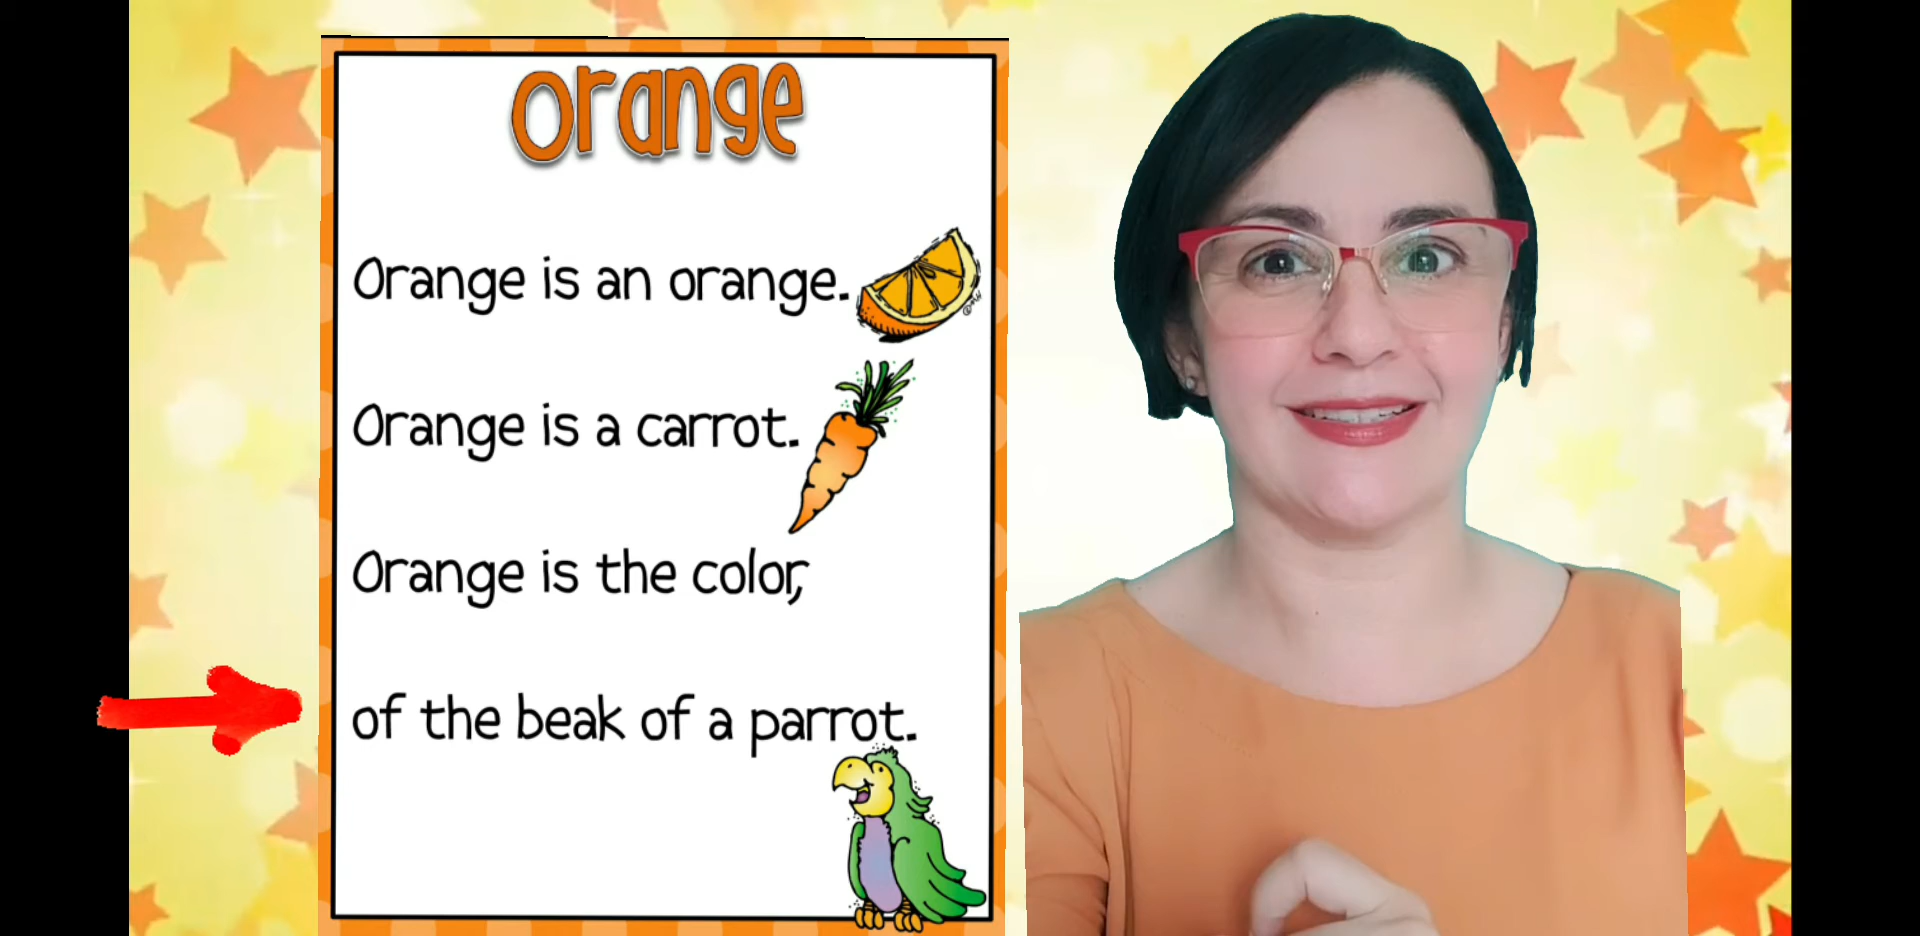 Orange
Orange is an orange.
Orange is a carrot.
Orange is the color,
of the beak of a parrot.